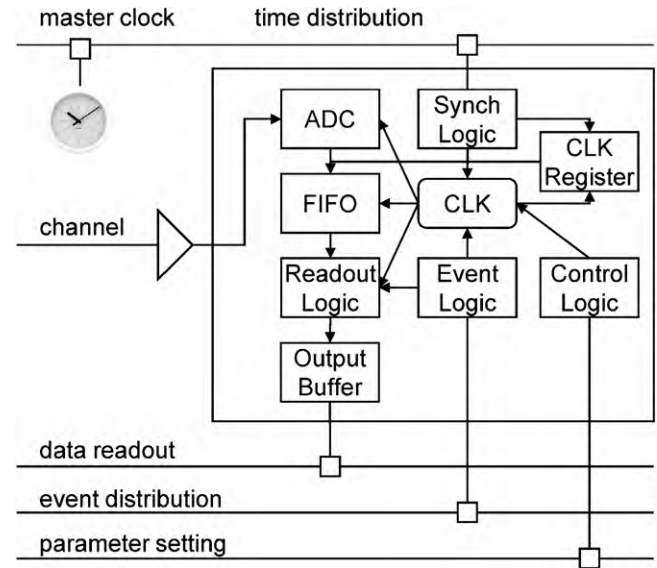 master clock
time distribution
ADC
Synch
Logic
CLK
Register
channel
FIFO
CLK
Readout
Logic
Event
Logic
Control
Logic
Output
Buffer
data readout
event distribution
parameter setting